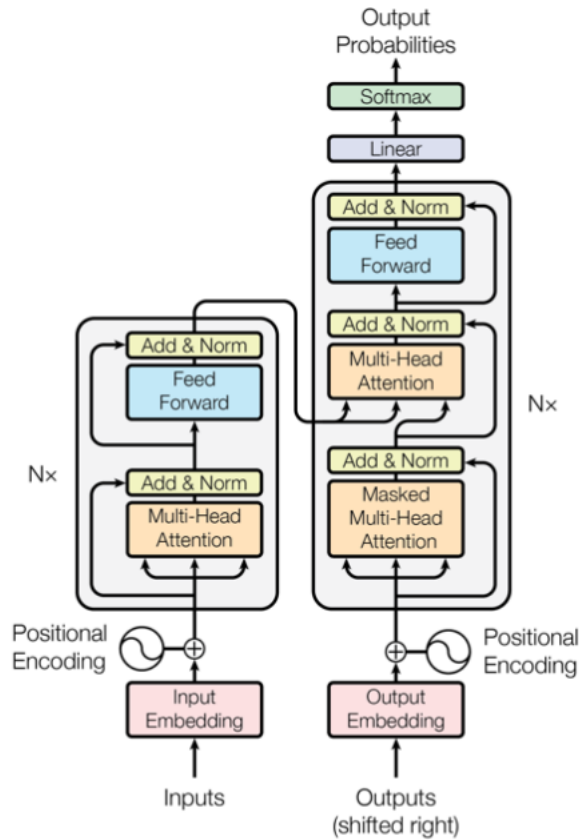 Output
Probabilities
Softmax
Linear
Add & Norm
Feed
Forward
Add & Norm
Multi-Head
Attention
Add & Norm
Masked
Multi-Head
Attention
N×
Add & Norm
Feed
Forward
Add & Norm
Multi-Head
Attention
N×
Positional
Encoding
Positional
Encoding
Input
Embedding
Output
Embedding
Inputs
Outputs
(shifted right)